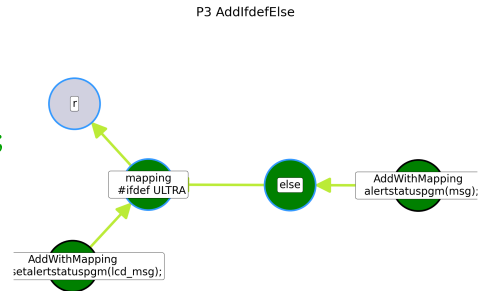 P3 AddIfdefElse
r
mapping
#ifdef ULTRA
else
AddWithMapping
alertstatuspgm(msg);
AddWithMapping
setalertstatuspgm(lcd_msg);